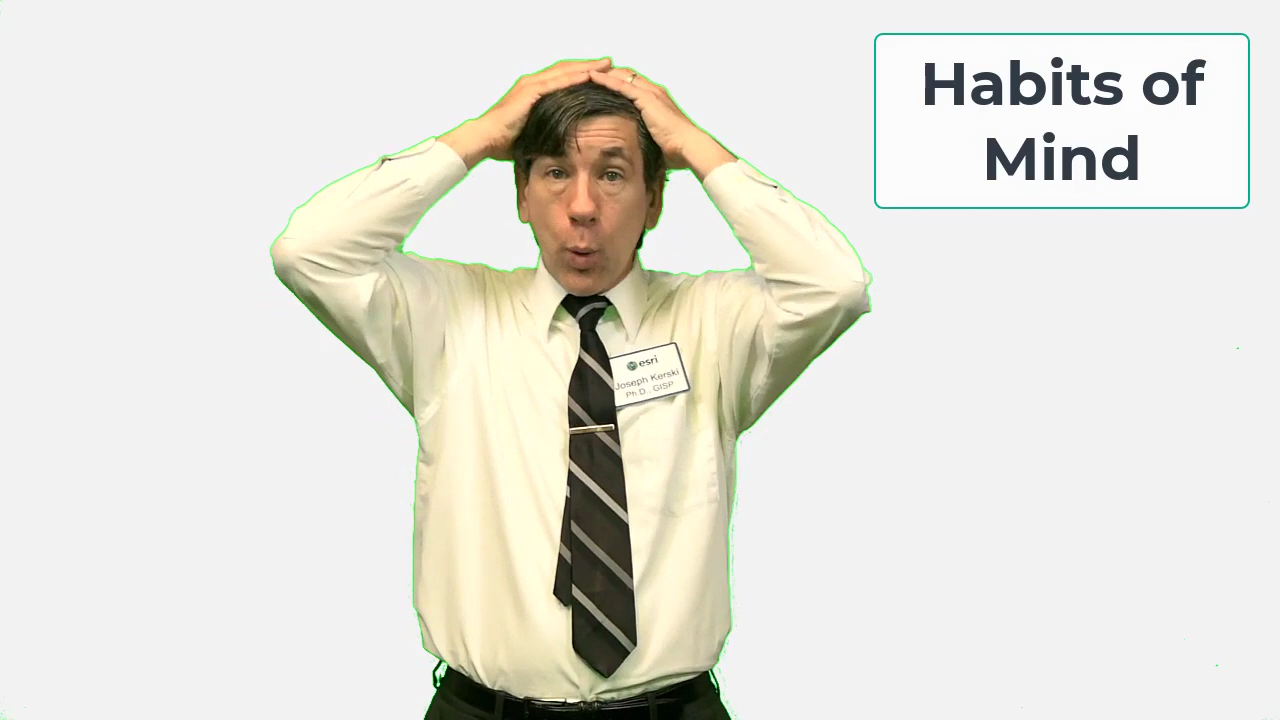 Habits of
Mind
esri
Joseph Kerski
Ph.D., GISP